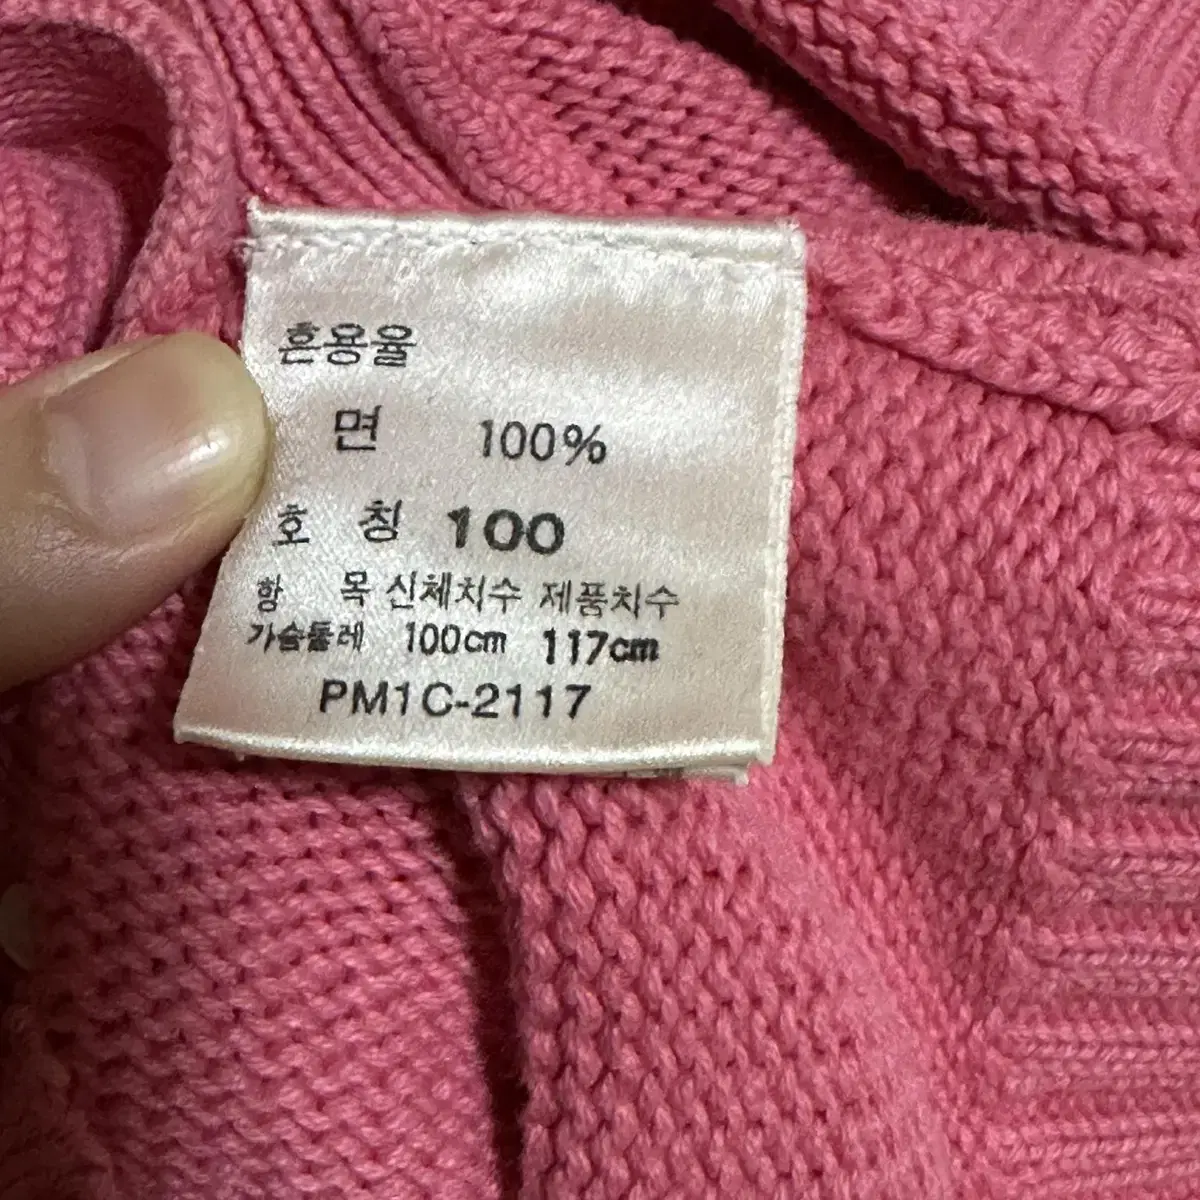 혼용율
면 100%
호 칭 100
항 목 신체치수 제품치수
가슴둘레 100cm 117cm
PM1C-2117